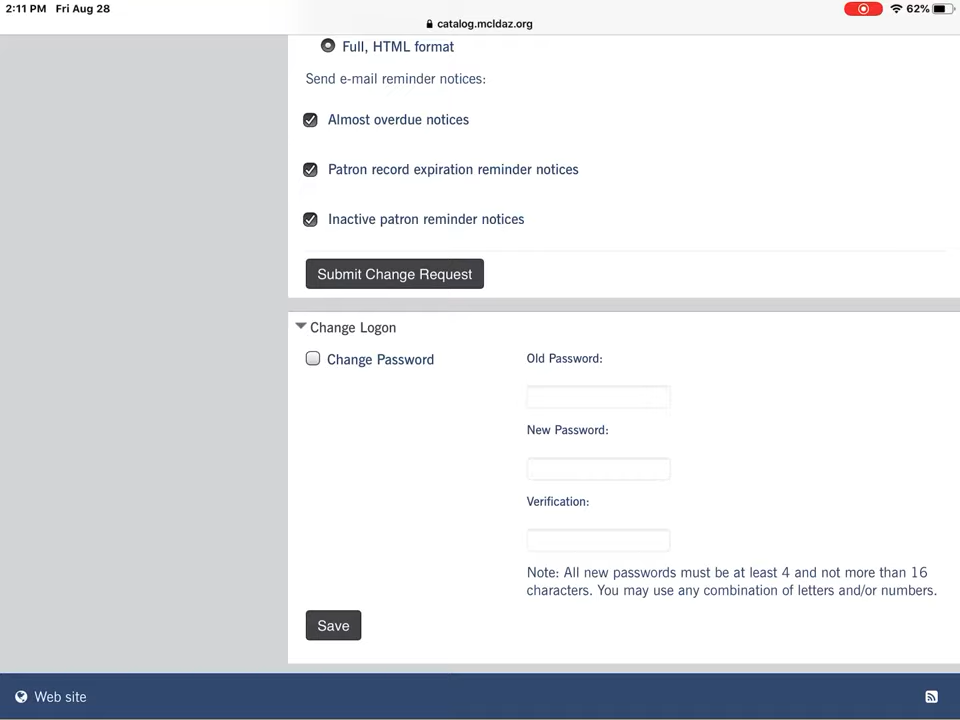 2:11 PM Fri Aug 28
62%
catalog.mcldaz.org
Full, HTML format
Send e-mail reminder notices:
Almost overdue notices
Patron record expiration reminder notices
Inactive patron reminder notices
Submit Change Request
Change Logon
Change Password
Old Password:
New Password:
Verification:
Note: All new passwords must be at least 4 and not more than 16
characters. You may use any combination of letters and/or numbers.
Save
Web site